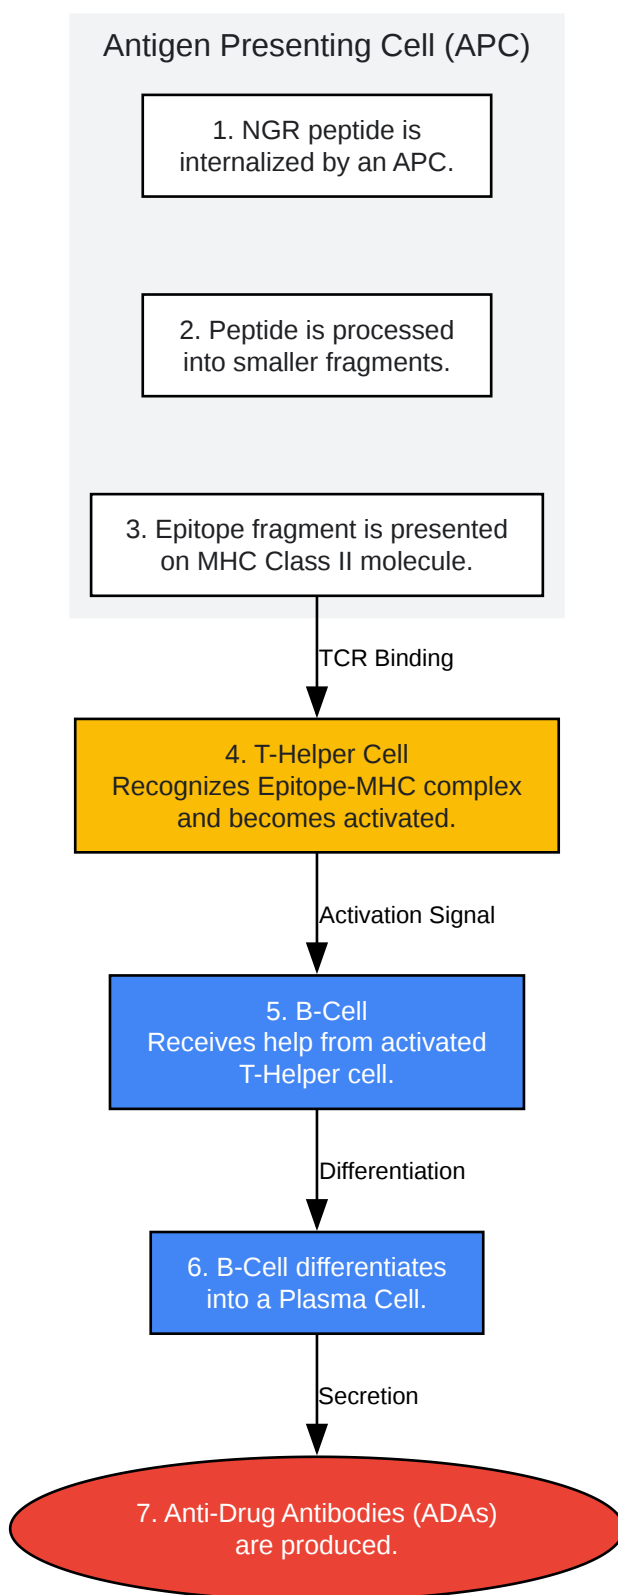 Antigen Presenting Cell (APC)
1. NGR peptide is
internalized by an APC.
2. Peptide is processed
into smaller fragments.
3. Epitope fragment is presented
on MHC Class II molecule.
TCR Binding
4. T-Helper Cell
Recognizes Epitope-MHC complex
and becomes activated.
Activation Signal
5. B-Cell
Receives help from activated
T-Helper cell.
Differentiation
6. B-Cell differentiates
into a Plasma Cell.
Secretion
7. Anti-Drug Antibodies (ADAs)
are produced.